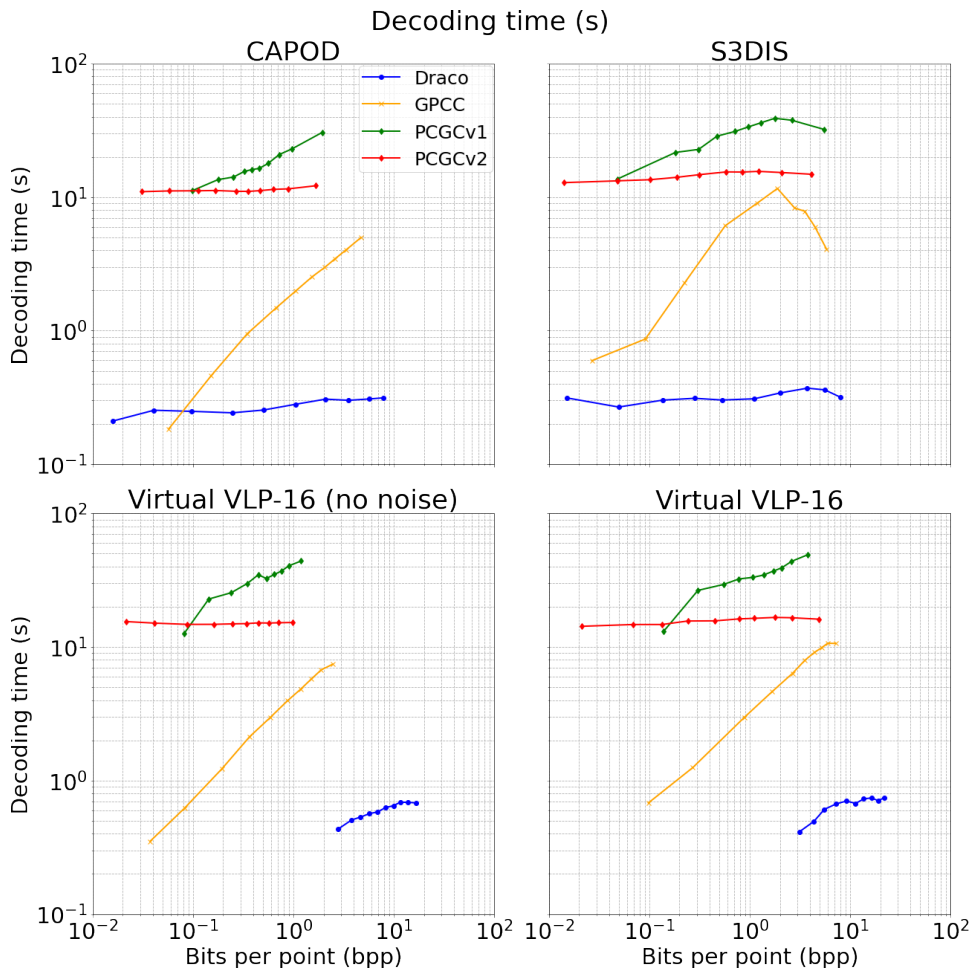 Decoding time (s)
CAPOD
S3DIS
10²
10¹
10⁰
10⁻¹
Decoding time (s)
Draco
GPCC
PCGCv1
PCGCv2
Virtual VLP-16 (no noise)
Virtual VLP-16
10²
10¹
10⁰
10⁻¹
Decoding time (s)
10⁻² 10⁻¹ 10⁰ 10¹ 10²
10⁻² 10⁻¹ 10⁰ 10¹ 10²
Bits per point (bpp)
Bits per point (bpp)